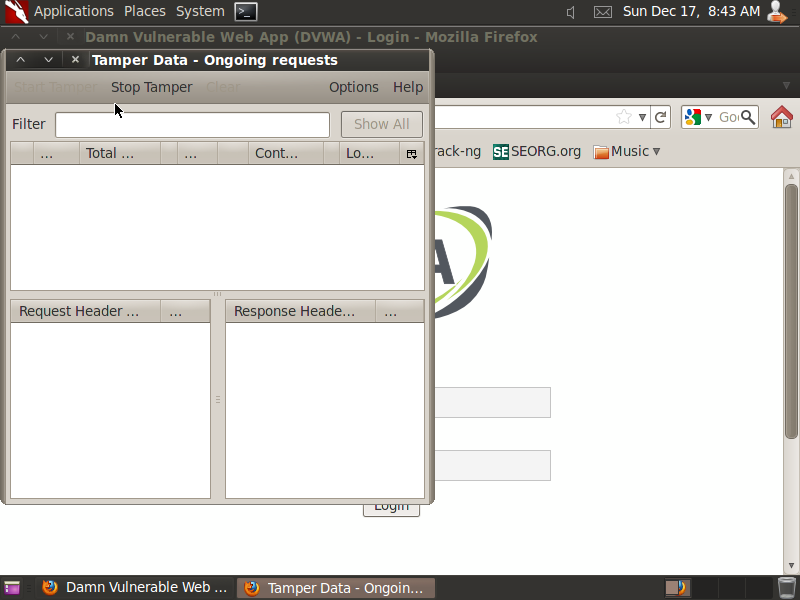 Applications Places System Sun Dec 17, 8:43 AM
Damn Vulnerable Web App (DVWA) - Login - Mozilla Firefox
Tamper Data - Ongoing requests
Start Tamper Stop Tamper Clear Options Help
Filter Show All
Goo
... Total ... ... Cont... Lo...
rack-ng SE SEORG.org Music
A
Request Header ... ... Response Heade... ...
Login
Damn Vulnerable Web ... Tamper Data - Ongoin...